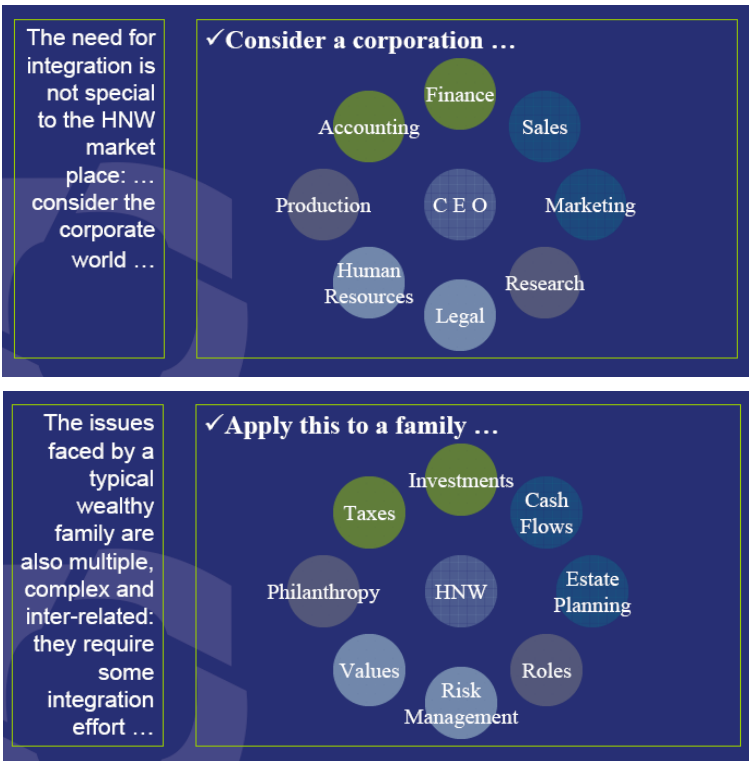 The need for
integration is
not special
to the HNW
market
place: …
consider the
corporate
world …
✓Consider a corporation …
Finance
Accounting
Sales
Production
C E O
Marketing
Human
Resources
Research
Legal
The issues
faced by a
typical
wealthy
family are
also multiple,
complex and
inter-related:
they require
some
integration
effort …
✓Apply this to a family …
Investments
Taxes
Cash
Flows
Philanthropy
HNW
Estate
Planning
Values
Roles
Risk
Management